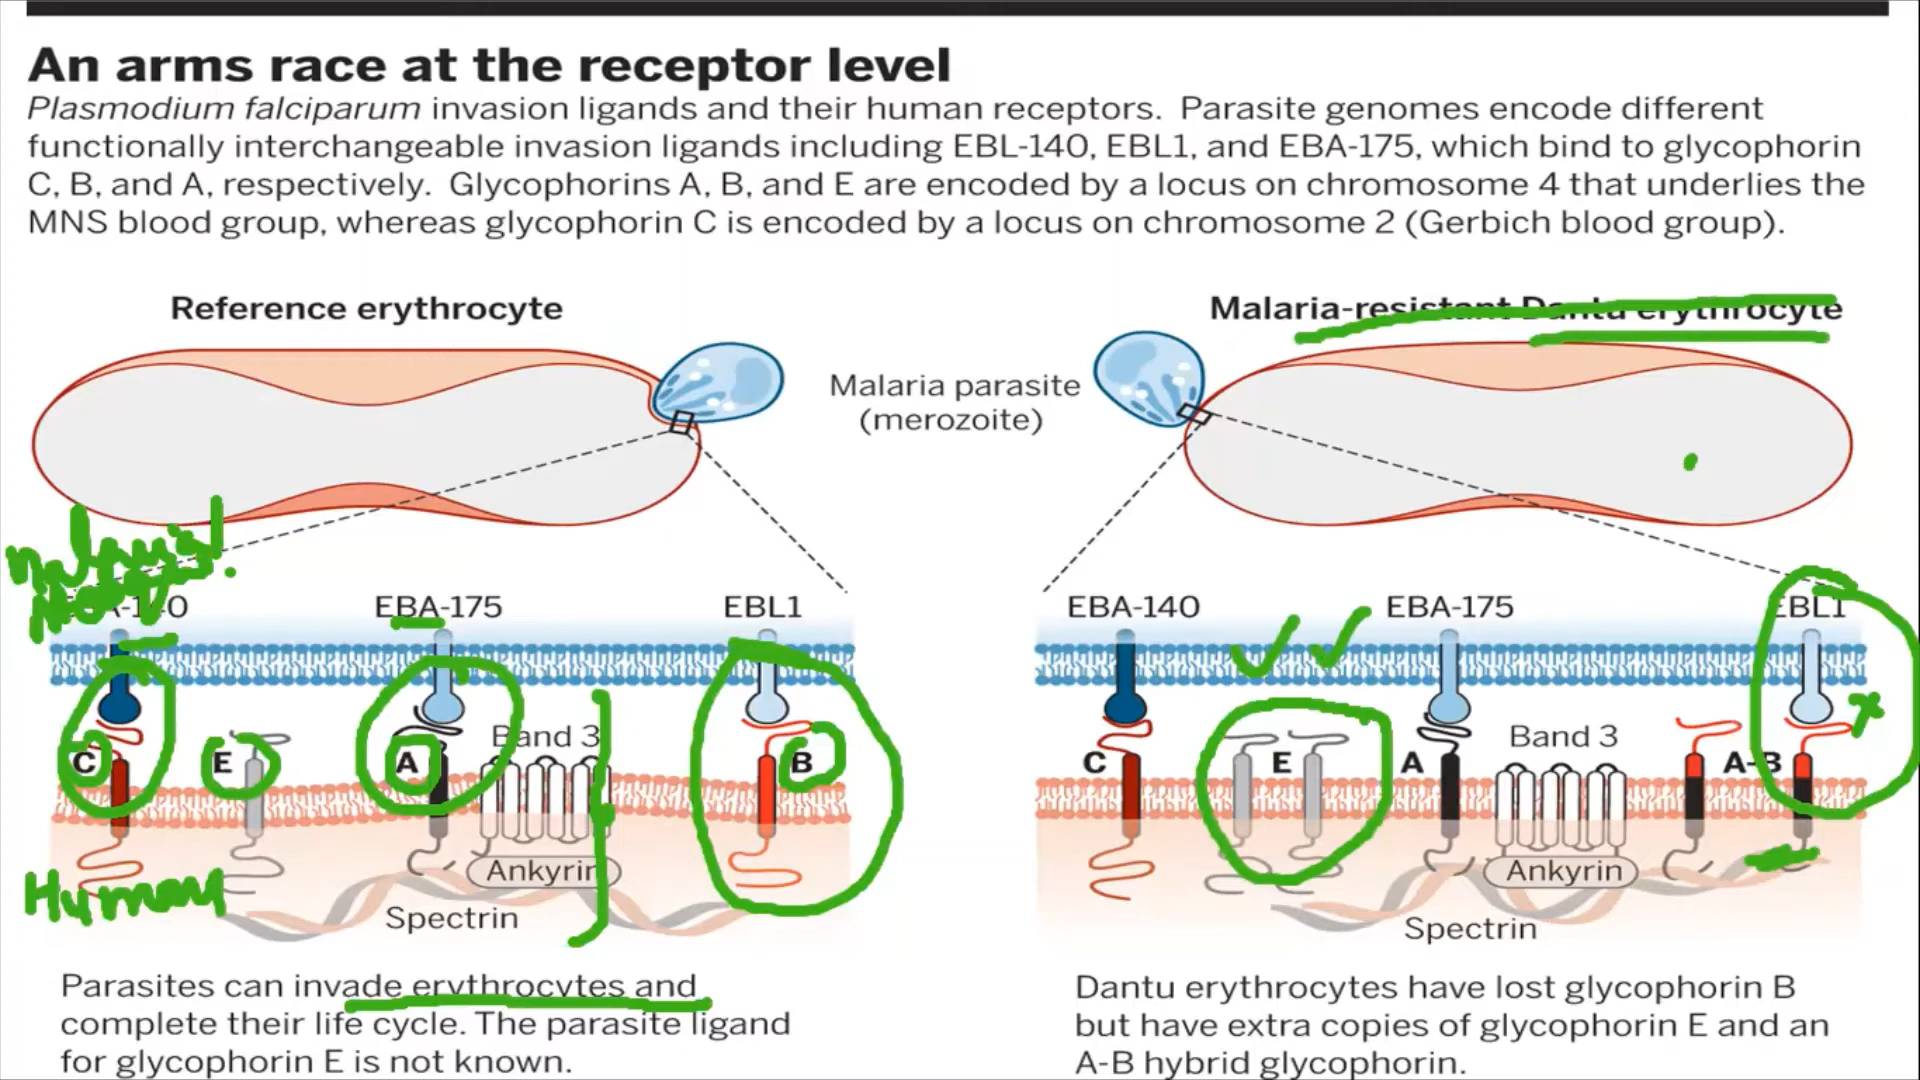 An arms race at the receptor level
Plasmodium falciparum invasion ligands and their human receptors. Parasite genomes encode different
functionally interchangeable invasion ligands including EBL-140, EBL1, and EBA-175, which bind to glycophorin
C, B, and A, respectively. Glycophorins A, B, and E are encoded by a locus on chromosome 4 that underlies the
MNS blood group, whereas glycophorin C is encoded by a locus on chromosome 2 (Gerbich blood group).
Reference erythrocyte
Malaria-resistant Dantu erythrocyte
Malaria parasite
(merozoite)
EBA-175
EBL1
EBA-140
EBA-175
EBL1
C
E
A
Band 3
B
C
E
A
Band 3
A-B
Human
Ankyrin
Spectrin
Ankyrin
Spectrin
Parasites can invade erythrocytes and
complete their life cycle. The parasite ligand
for glycophorin E is not known.
Dantu erythrocytes have lost glycophorin B
but have extra copies of glycophorin E and an
A-B hybrid glycophorin.